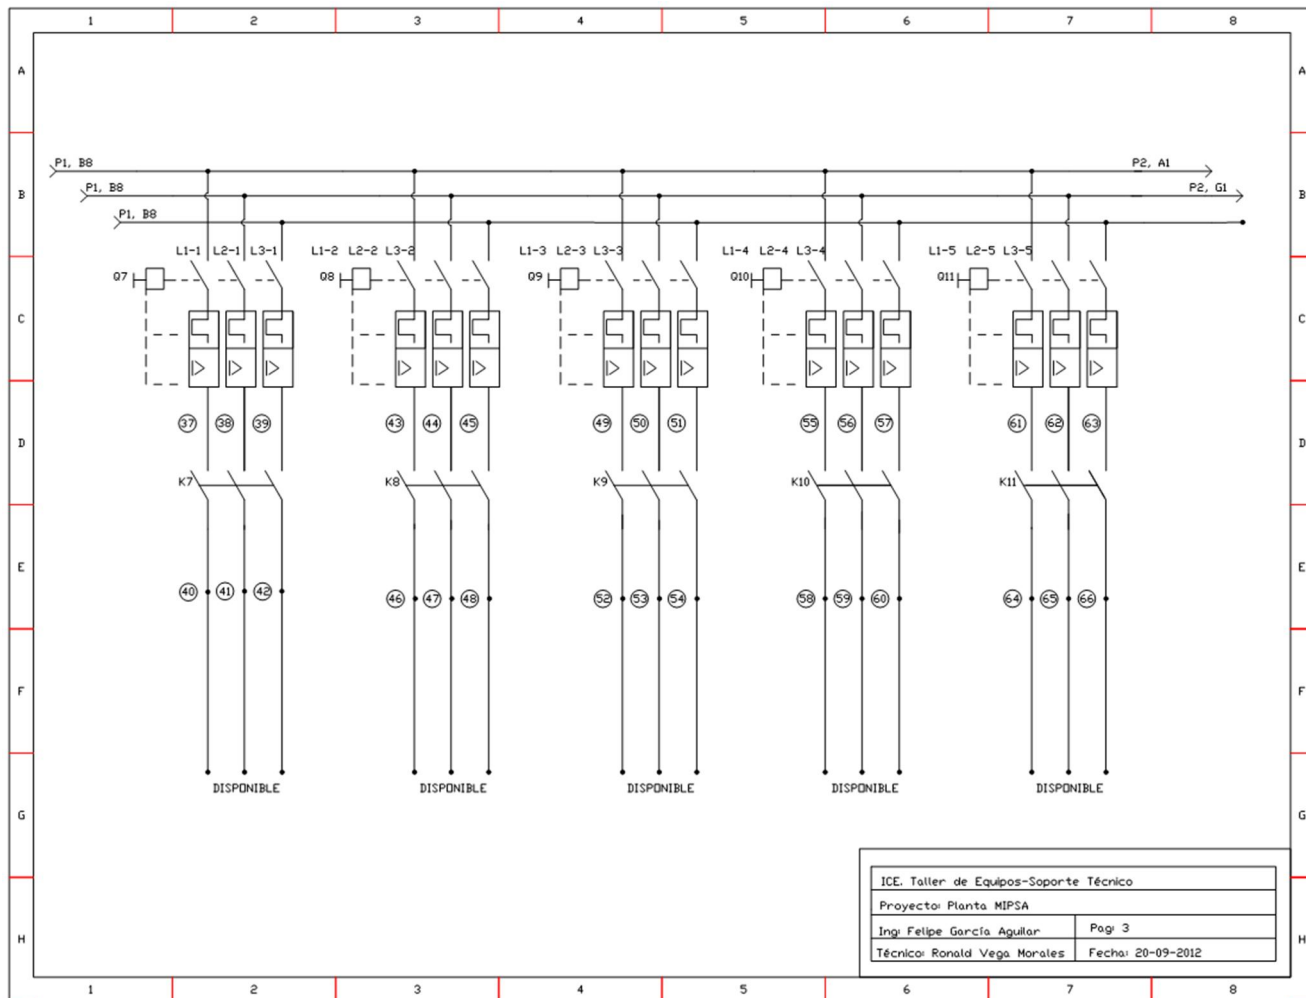 1 2 3 4 5 6 7 8
A A
P1, B8 P2, A1
B P1, B8 P2, G1 B
P1, B8
L1-1 L2-1 L3-1 L1-2 L2-2 L3-2 L1-3 L2-3 L3-3 L1-4 L2-4 L3-4 L1-5 L2-5 L3-5
Q7 Q8 Q9 Q10 Q11
C C
37 38 39 43 44 45 49 50 51 55 56 57 61 62 63
D D
K7 K8 K9 K10 K11
E E
40 41 42 46 47 48 52 53 54 58 59 60 64 65 66
F F
DISPONIBLE DISPONIBLE DISPONIBLE DISPONIBLE DISPONIBLE
G G
ICE. Taller de Equipos-Soporte Técnico
Proyecto: Planta MIPSA
Ing: Felipe García Aguilar Pag: 3
H H
Técnico: Ronald Vega Morales Fecha: 20-09-2012
1 2 3 4 5 6 7 8